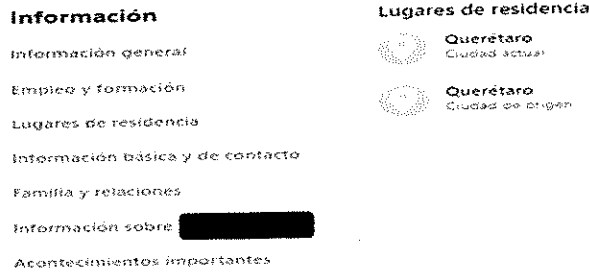 Información
Información general
Empleo y formación
Lugares de residencia
Información básica y de contacto
Familia y relaciones
Información sobre
Acontecimientos importantes
Lugares de residencia
Querétaro
Ciudad actual
Querétaro
Ciudad de origen